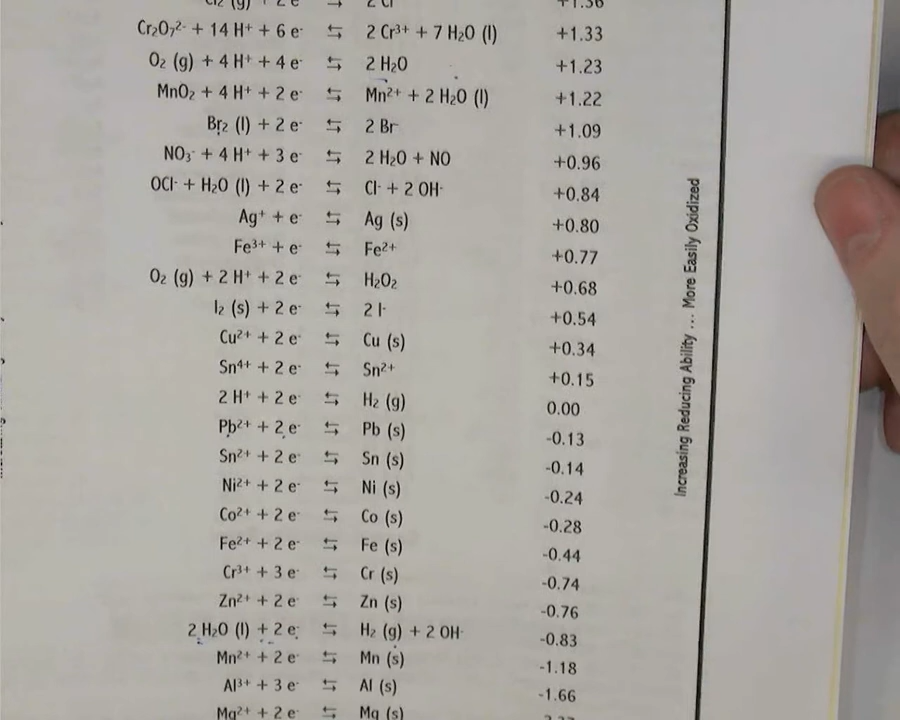 Cl₂ (g) + 2 e⁻ ⇆ 2 Cl⁻ +1.36
Cr₂O₇²⁻ + 14 H⁺ + 6 e⁻ ⇆ 2 Cr³⁺ + 7 H₂O (l) +1.33
O₂ (g) + 4 H⁺ + 4 e⁻ ⇆ 2 H₂O +1.23
MnO₂ + 4 H⁺ + 2 e⁻ ⇆ Mn²⁺ + 2 H₂O (l) +1.22
Br₂ (l) + 2 e⁻ ⇆ 2 Br⁻ +1.09
NO₃⁻ + 4 H⁺ + 3 e⁻ ⇆ 2 H₂O + NO +0.96
OCl⁻ + H₂O (l) + 2 e⁻ ⇆ Cl⁻ + 2 OH⁻ +0.84
Ag⁺ + e⁻ ⇆ Ag (s) +0.80
Fe³⁺ + e⁻ ⇆ Fe²⁺ +0.77
O₂ (g) + 2 H⁺ + 2 e⁻ ⇆ H₂O₂ +0.68
I₂ (s) + 2 e⁻ ⇆ 2 I⁻ +0.54
Cu²⁺ + 2 e⁻ ⇆ Cu (s) +0.34
Sn⁴⁺ + 2 e⁻ ⇆ Sn²⁺ +0.15
2 H⁺ + 2 e⁻ ⇆ H₂ (g) 0.00
Pb²⁺ + 2 e⁻ ⇆ Pb (s) -0.13
Sn²⁺ + 2 e⁻ ⇆ Sn (s) -0.14
Ni²⁺ + 2 e⁻ ⇆ Ni (s) -0.24
Co²⁺ + 2 e⁻ ⇆ Co (s) -0.28
Fe²⁺ + 2 e⁻ ⇆ Fe (s) -0.44
Cr³⁺ + 3 e⁻ ⇆ Cr (s) -0.74
Zn²⁺ + 2 e⁻ ⇆ Zn (s) -0.76
2 H₂O (l) + 2 e⁻ ⇆ H₂ (g) + 2 OH⁻ -0.83
Mn²⁺ + 2 e⁻ ⇆ Mn (s) -1.18
Al³⁺ + 3 e⁻ ⇆ Al (s) -1.66
Mg²⁺ + 2 e⁻ ⇆ Mg (s)
Increasing Reducing Ability ... More Easily Oxidized